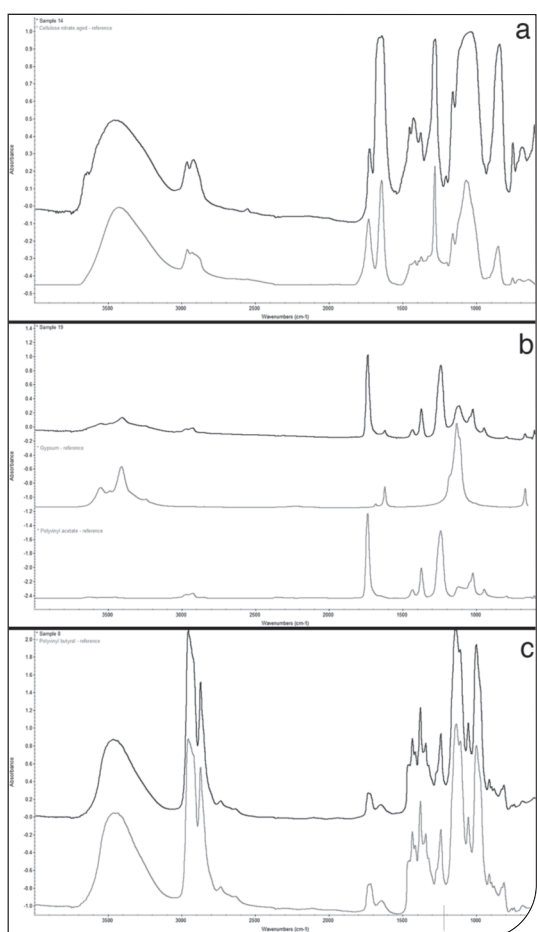 a
* Sample 14
* Cellulose nitrate aged - reference
1.0
0.9
0.8
0.7
0.6
0.5
0.4
0.3
0.2
0.1
-0.0
-0.1
-0.2
-0.3
-0.4
-0.5
Absorbance
3500 3000 2500 2000 1500 1000
Wavenumbers (cm-1)
b
* Sample 19
* Gypsum - reference
* Polyvinyl acetate - reference
1.4
1.2
1.0
0.8
0.6
0.4
0.2
0.0
-0.2
-0.4
-0.6
-0.8
-1.0
-1.2
-1.4
-1.6
-1.8
-2.0
-2.2
-2.4
Absorbance
3500 3000 2500 2000 1500 1000
Wavenumbers (cm-1)
c
* Sample 8
* Polyvinyl butyral - reference
2.0
1.8
1.6
1.4
1.2
1.0
0.8
0.6
0.4
0.2
-0.0
-0.2
-0.4
-0.6
-0.8
-1.0
Absorbance
3500 3000 2500 2000 1500 1000
Wavenumbers (cm-1)